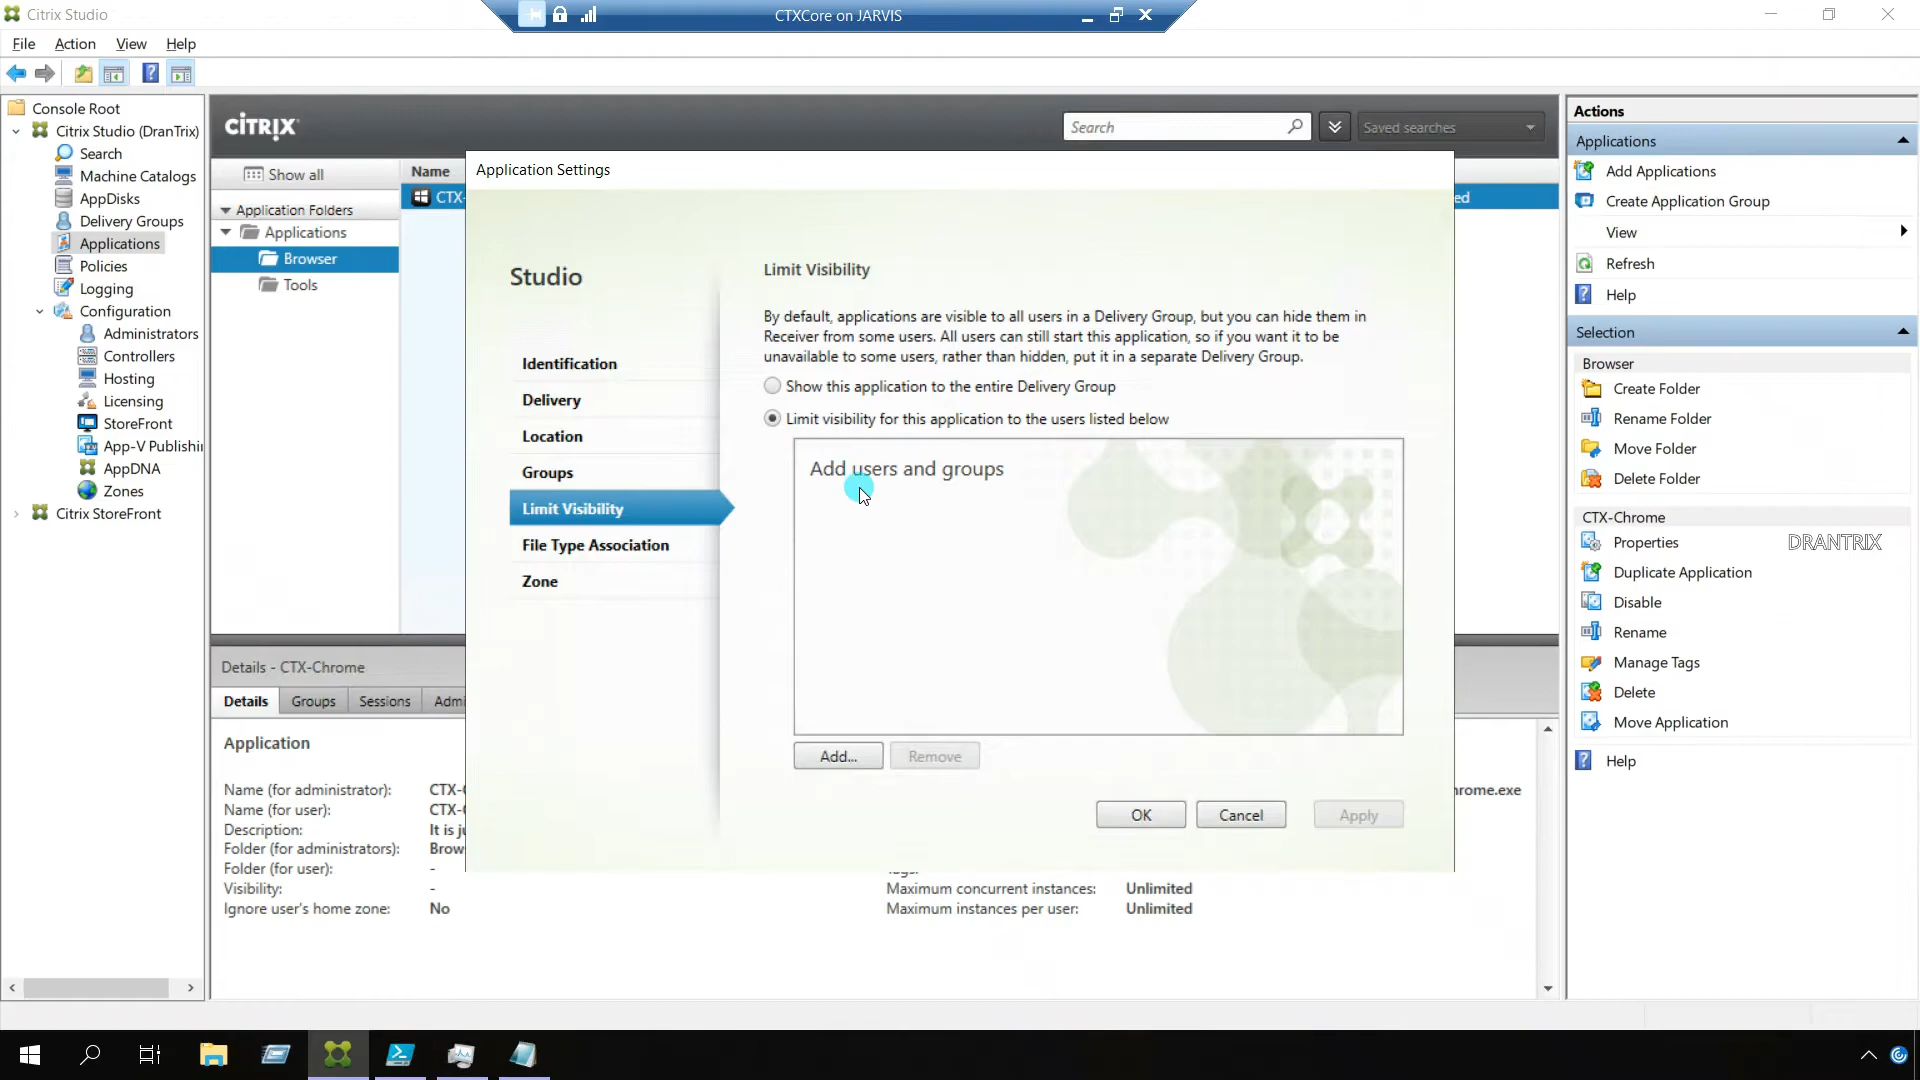 Citrix Studio
CTXCore on JARVIS
File Action View Help
Console Root
Citrix Studio (DranTrix)
Search
Machine Catalogs
AppDisks
Delivery Groups
Applications
Policies
Logging
Configuration
Administrators
Controllers
Hosting
Licensing
StoreFront
App-V Publishi
AppDNA
Zones
Citrix StoreFront
CITRIX
Search
Saved searches
Show all
Application Folders
Applications
Browser
Tools
Name
CTX-
ed
Application Settings
Studio
Identification
Delivery
Location
Groups
Limit Visibility
File Type Association
Zone
Limit Visibility
By default, applications are visible to all users in a Delivery Group, but you can hide them in
Receiver from some users. All users can still start this application, so if you want it to be
unavailable to some users, rather than hidden, put it in a separate Delivery Group.
Show this application to the entire Delivery Group
Limit visibility for this application to the users listed below
Add users and groups
Add... Remove
OK Cancel Apply
Details - CTX-Chrome
Details Groups Sessions Admi
Application
Name (for administrator): CTX-
Name (for user): CTX-
Description: It is j
Folder (for administrators): Brow
Folder (for user): -
Visibility: -
Ignore user's home zone: No
hrome.exe
Maximum concurrent instances: Unlimited
Maximum instances per user: Unlimited
Actions
Applications
Add Applications
Create Application Group
View
Refresh
Help
Selection
Browser
Create Folder
Rename Folder
Move Folder
Delete Folder
CTX-Chrome
Properties
DRANTRIX
Duplicate Application
Disable
Rename
Manage Tags
Delete
Move Application
Help